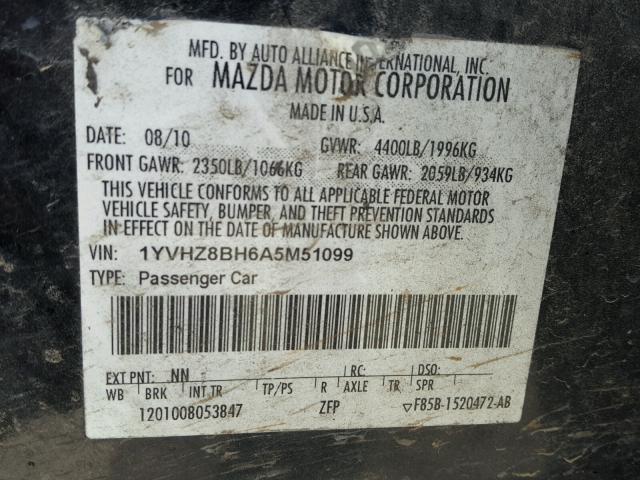 MFD. BY AUTO ALLIANCE INTERNATIONAL, INC.
FOR MAZDA MOTOR CORPORATION
MADE IN U.S.A.
DATE: 08/10 GVWR: 4400LB/1996KG
FRONT GAWR: 2350LB/1066KG REAR GAWR: 2059LB/934KG
THIS VEHICLE CONFORMS TO ALL APPLICABLE FEDERAL MOTOR
VEHICLE SAFETY, BUMPER, AND THEFT PREVENTION STANDARDS
IN EFFECT ON THE DATE OF MANUFACTURE SHOWN ABOVE.
VIN: 1YVHZ8BH6A5M51099
TYPE: Passenger Car
EXT PNT: NN RC: DSO:
WB BRK INT TR TP/PS R AXLE TR SPR
1201008053847 ZFP ▽F85B-1520472-AB